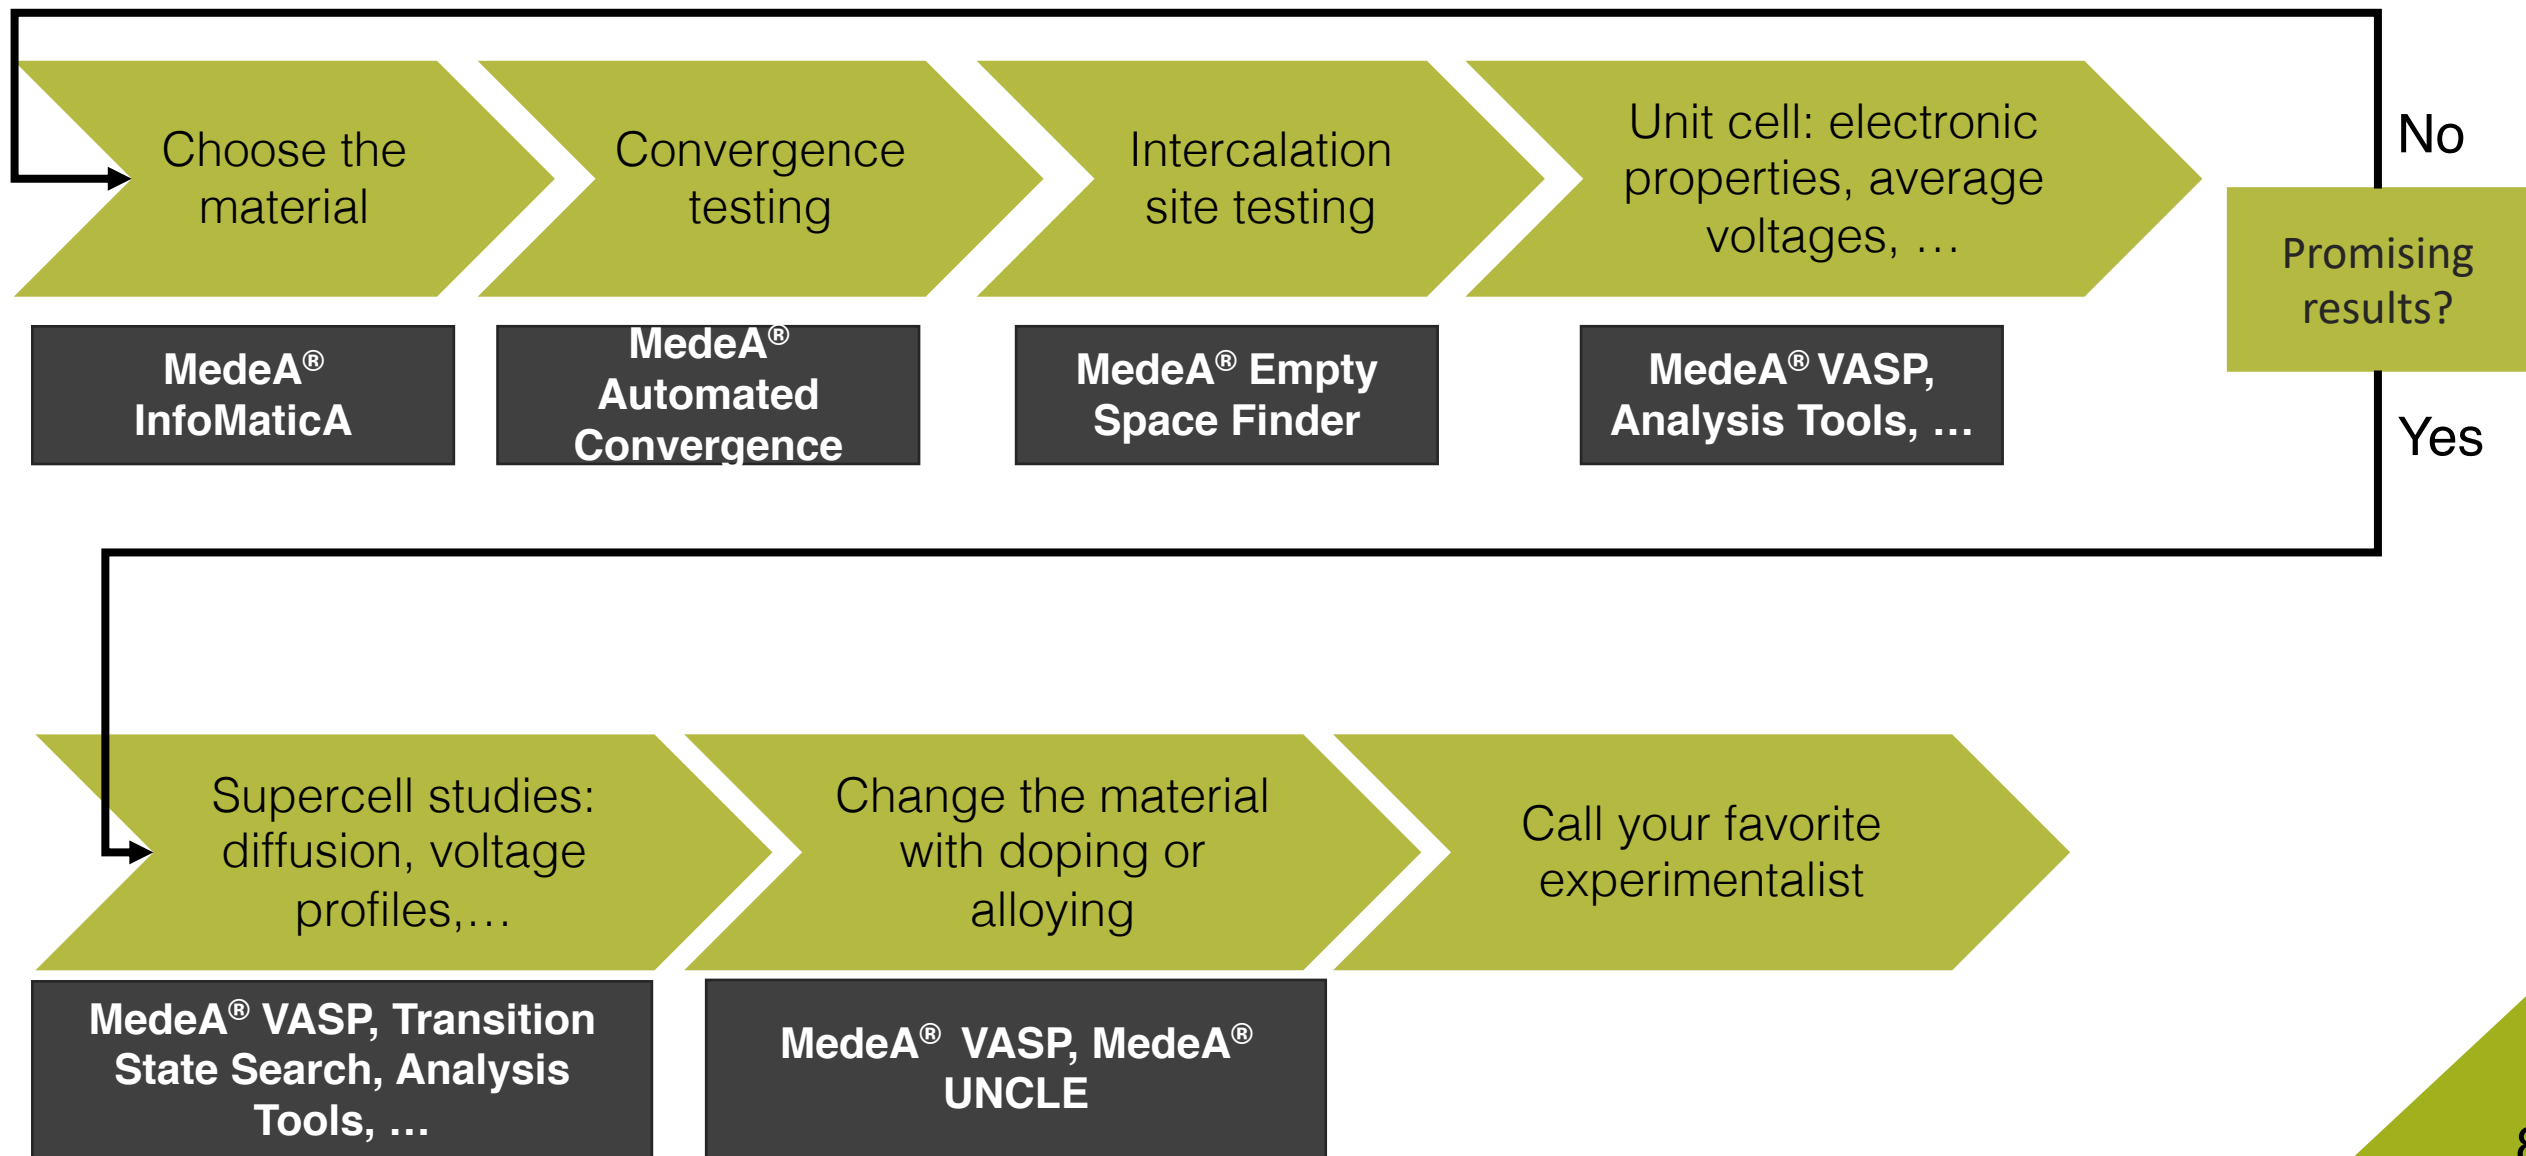 Choose the
material
Convergence
testing
Intercalation
site testing
Unit cell: electronic
properties, average
voltages, …
No
Promising
results?
Yes
MedeA®
InfoMaticA
MedeA®
Automated
Convergence
MedeA® Empty
Space Finder
MedeA® VASP,
Analysis Tools, …
Supercell studies:
diffusion, voltage
profiles,…
Change the material
with doping or
alloying
Call your favorite
experimentalist
MedeA® VASP, Transition
State Search, Analysis
Tools, …
MedeA® VASP, MedeA®
UNCLE